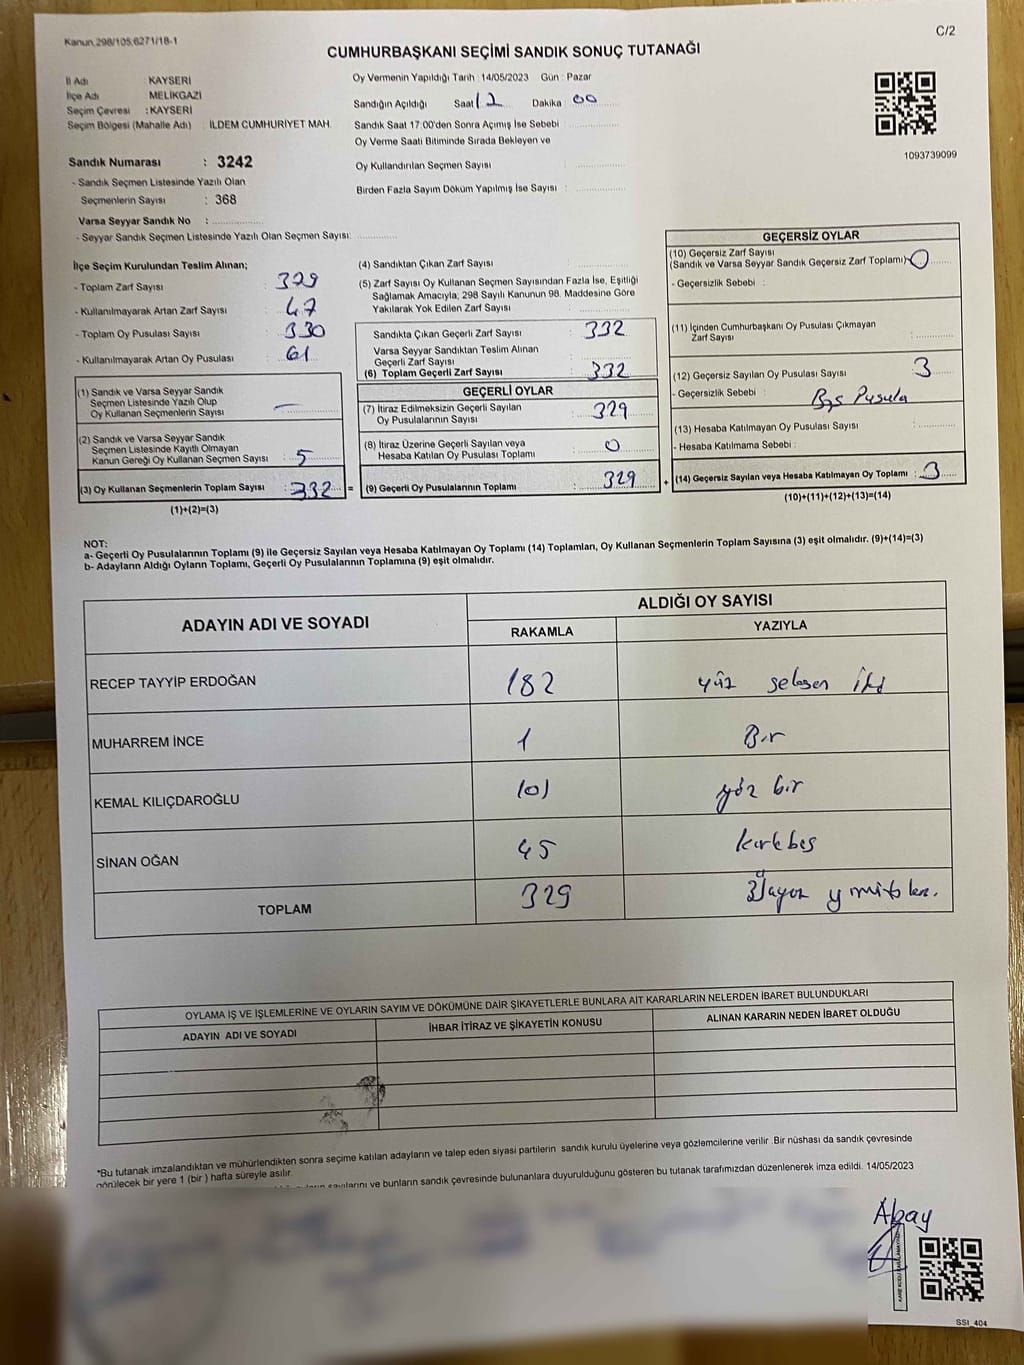 Kanun,298/105;6271/18-1
C/2
CUMHURBAŞKANI SEÇİMİ SANDIK SONUÇ TUTANAĞI
İl Adı : KAYSERİ
İlçe Adı : MELİKGAZİ
Seçim Çevresi : KAYSERİ
Seçim Bölgesi (Mahalle Adı) : İLDEM CUMHURİYET MAH.
Sandık Numarası : 3242
- Sandık Seçmen Listesinde Yazılı Olan
Seçmenlerin Sayısı : 368
Varsa Seyyar Sandık No :
- Seyyar Sandık Seçmen Listesinde Yazılı Olan Seçmen Sayısı:
Oy Vermenin Yapıldığı Tarih : 14/05/2023 Gün : Pazar
Sandığın Açıldığı Saat 12 Dakika 00
Sandık Saat 17:00'den Sonra Açımış İse Sebebi :
Oy Verme Saati Bitiminde Sırada Bekleyen ve
Oy Kullandırılan Seçmen Sayısı :
Birden Fazla Sayım Döküm Yapılmış İse Sayısı :
1093739099
İlçe Seçim Kurulundan Teslim Alınan;
- Toplam Zarf Sayısı : 379
- Kullanılmayarak Artan Zarf Sayısı : 47
- Toplam Oy Pusulası Sayısı : 330
- Kullanılmayarak Artan Oy Pusulası : 61
(1) Sandık ve Varsa Seyyar Sandık
Seçmen Listesinde Yazılı Olup
Oy Kullanan Seçmenlerin Sayısı : —
(2) Sandık ve Varsa Seyyar Sandık
Seçmen Listesinde Kayıtlı Olmayan
Kanun Gereği Oy Kullanan Seçmen Sayısı : 5
(3) Oy Kullanan Seçmenlerin Toplam Sayısı : 332 =
(1)+(2)=(3)
(4) Sandıktan Çıkan Zarf Sayısı :
(5) Zarf Sayısı Oy Kullanan Seçmen Sayısından Fazla İse, Eşitliği
Sağlamak Amacıyla; 298 Sayılı Kanunun 98. Maddesine Göre
Yakılarak Yok Edilen Zarf Sayısı :
Sandıkta Çıkan Geçerli Zarf Sayısı : 332
Varsa Seyyar Sandıktan Teslim Alınan
Geçerli Zarf Sayısı :
(6) Toplam Geçerli Zarf Sayısı : 332
GEÇERLİ OYLAR
(7) İtiraz Edilmeksizin Geçerli Sayılan
Oy Pusulalarının Sayısı : 329
(8) İtiraz Üzerine Geçerli Sayılan veya
Hesaba Katılan Oy Pusulası Toplamı : 0
(9) Geçerli Oy Pusulalarının Toplamı : 329 +
GEÇERSİZ OYLAR
(10) Geçersiz Zarf Sayısı
(Sandık ve Varsa Seyyar Sandık Geçersiz Zarf Toplamı) 0
- Geçersizlik Sebebi :
(11) İçinden Cumhurbaşkanı Oy Pusulası Çıkmayan
Zarf Sayısı :
(12) Geçersiz Sayılan Oy Pusulası Sayısı : 3
- Geçersizlik Sebebi : Boş Pusula
(13) Hesaba Katılmayan Oy Pusulası Sayısı :
- Hesaba Katılmama Sebebi :
(14) Geçersiz Sayılan veya Hesaba Katılmayan Oy Toplamı : 3
(10)+(11)+(12)+(13)=(14)
NOT:
a- Geçerli Oy Pusulalarının Toplamı (9) ile Geçersiz Sayılan veya Hesaba Katılmayan Oy Toplamı (14) Toplamları, Oy Kullanan Seçmenlerin Toplam Sayısına (3) eşit olmalıdır. (9)+(14)=(3)
b- Adayların Aldığı Oyların Toplamı, Geçerli Oy Pusulalarının Toplamına (9) eşit olmalıdır.
ADAYIN ADI VE SOYADI
ALDIĞI OY SAYISI
RAKAMLA YAZIYLA
RECEP TAYYİP ERDOĞAN 182 yüz seksen iki
MUHARREM İNCE 1 Bir
KEMAL KILIÇDAROĞLU 101 yüz bir
SİNAN OĞAN 45 kırkbeş
TOPLAM 329
OYLAMA İŞ VE İŞLEMLERİNE VE OYLARIN SAYIM VE DÖKÜMÜNE DAİR ŞİKAYETLERLE BUNLARA AİT KARARLARIN NELERDEN İBARET BULUNDUKLARI
ADAYIN ADI VE SOYADI İHBAR İTİRAZ VE ŞİKAYETİN KONUSU ALINAN KARARIN NEDEN İBARET OLDUĞU
*Bu tutanak imzalandıktan ve mühürlendikten sonra seçime katılan adayların ve talep eden siyasi partilerin sandık kurulu üyelerine veya gözlemcilerine verilir. Bir nüshası da sandık çevresinde
görülecek bir yere 1 (bir) hafta süreyle asılır.
sayılarını ve bunların sandık çevresinde bulunanlara duyurulduğunu gösteren bu tutanak tarafımızdan düzenlenerek imza edildi. 14/05/2023
Abay
SSI_404